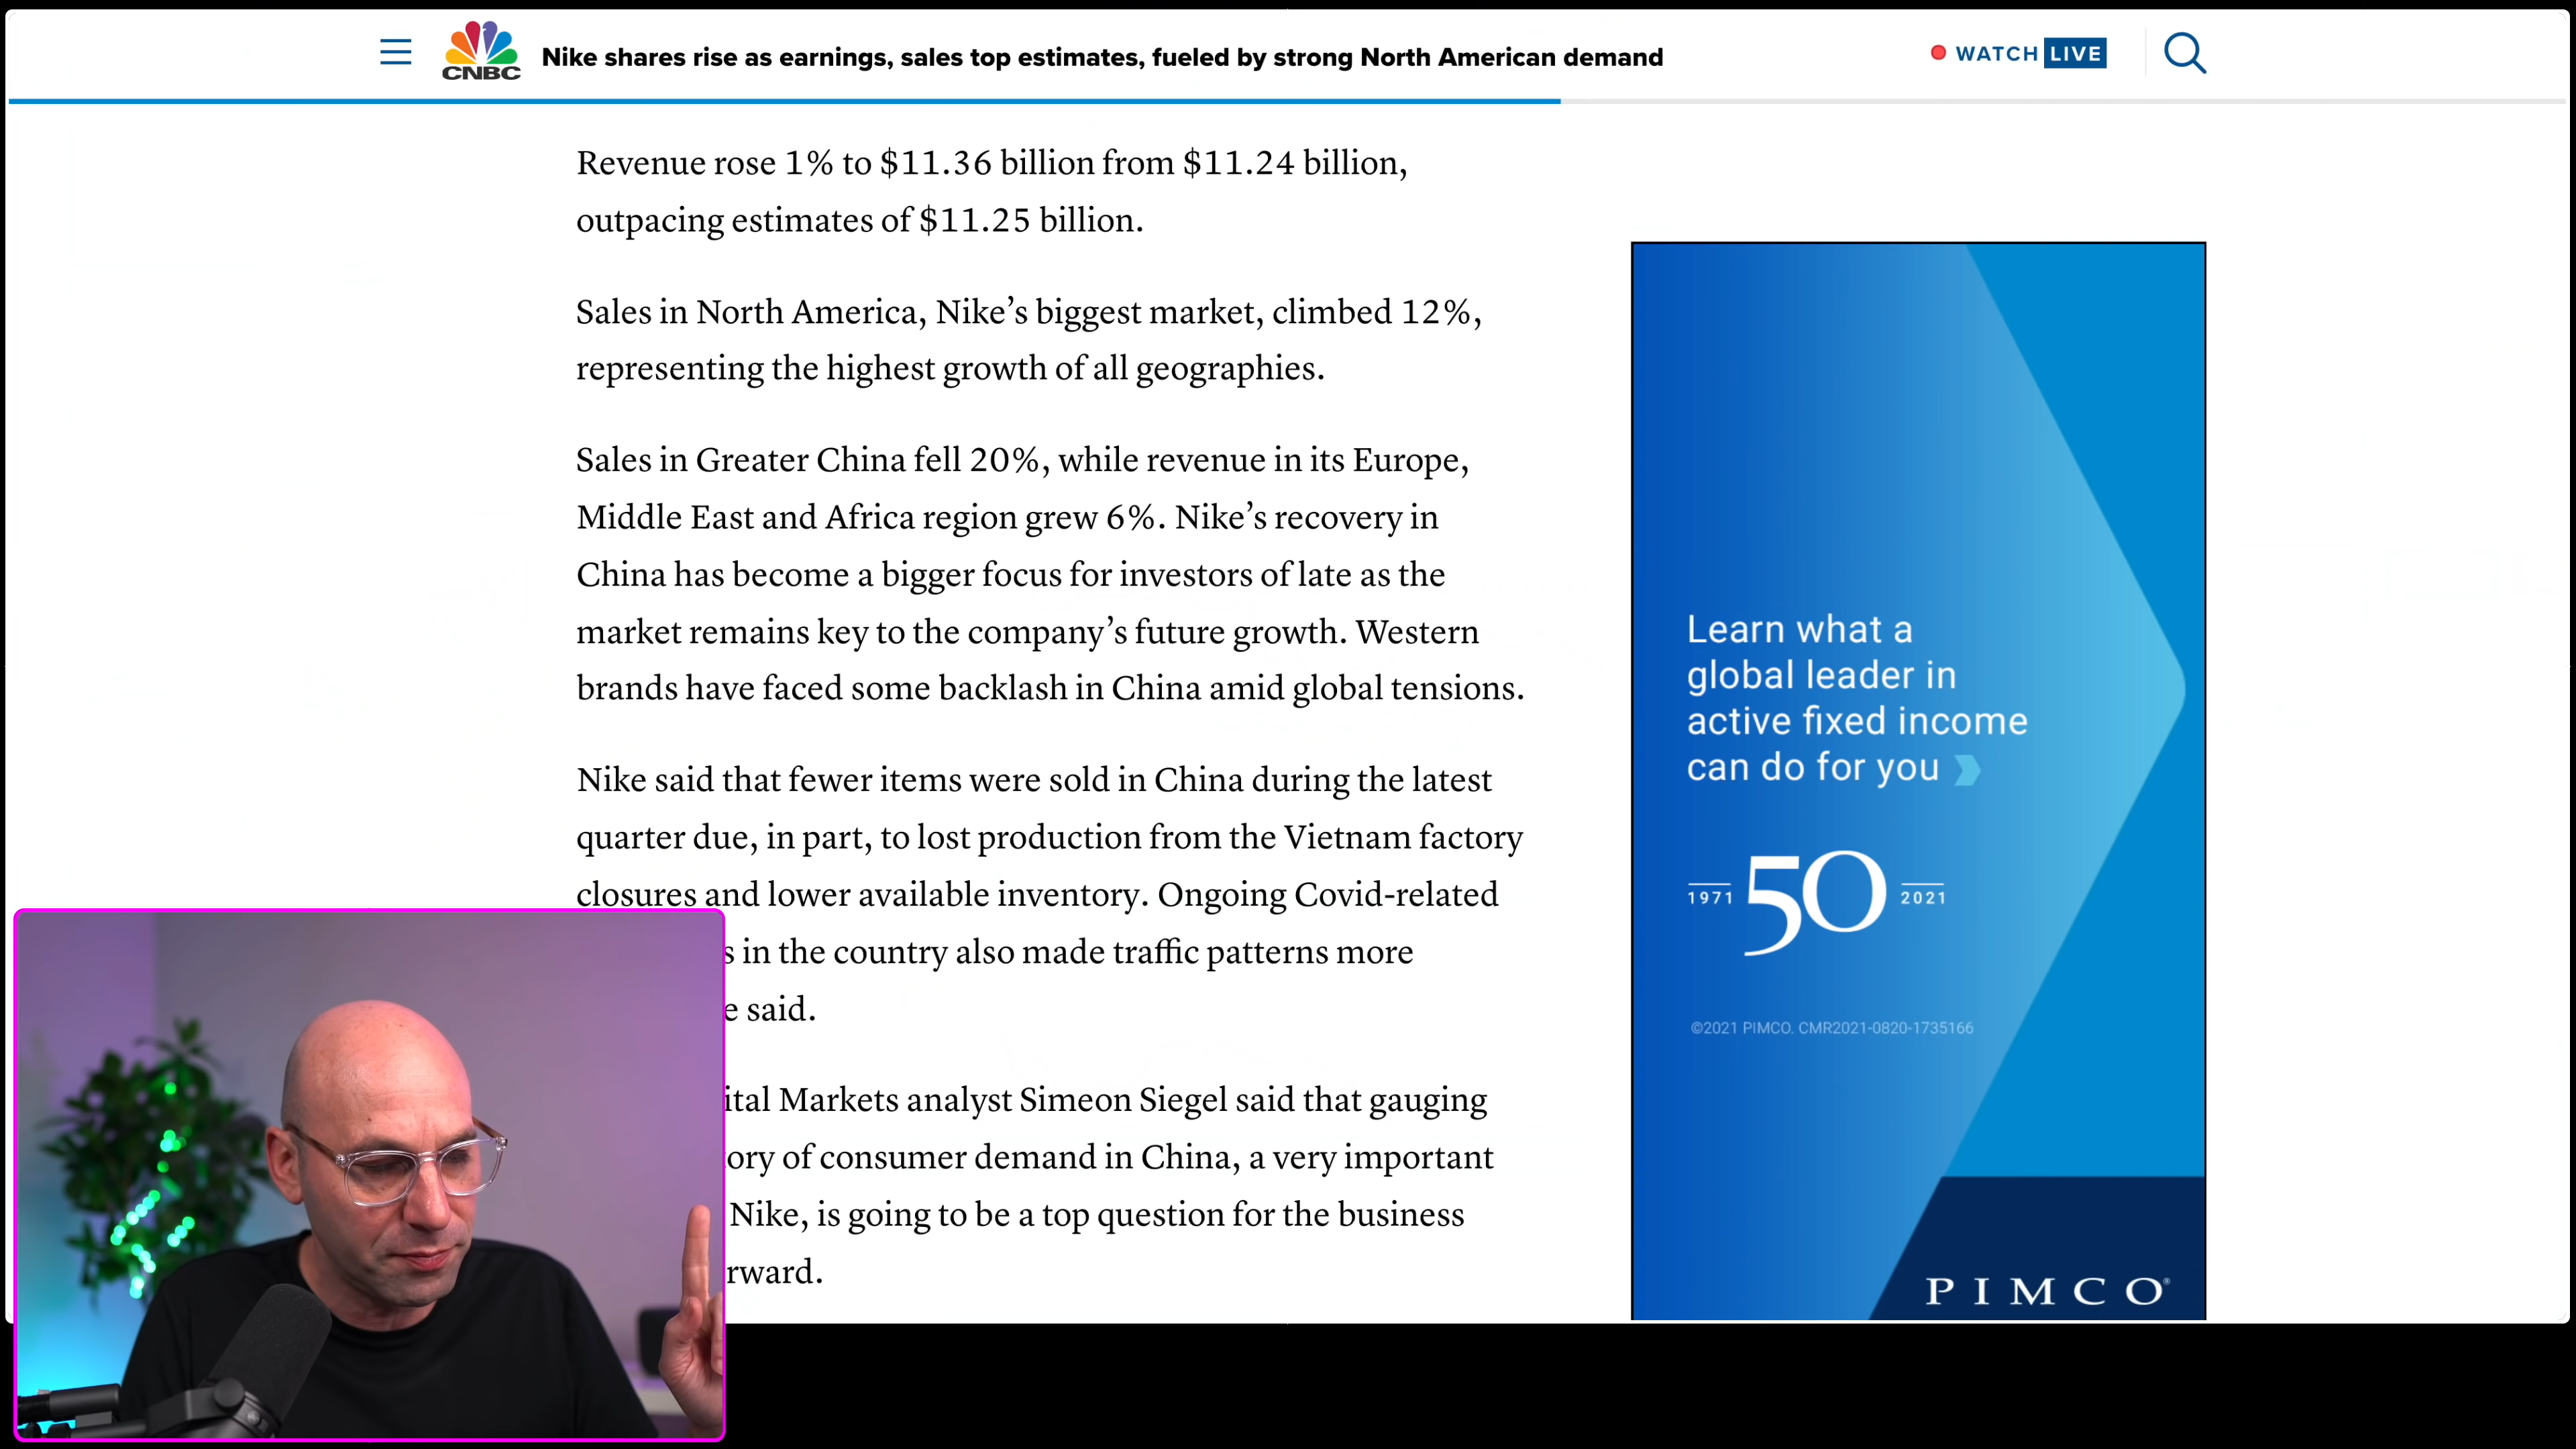 CNBC
Nike shares rise as earnings, sales top estimates, fueled by strong North American demand
WATCH LIVE
Revenue rose 1% to $11.36 billion from $11.24 billion,
outpacing estimates of $11.25 billion.
Sales in North America, Nike’s biggest market, climbed 12%,
representing the highest growth of all geographies.
Sales in Greater China fell 20%, while revenue in its Europe,
Middle East and Africa region grew 6%. Nike’s recovery in
China has become a bigger focus for investors of late as the
market remains key to the company’s future growth. Western
brands have faced some backlash in China amid global tensions.
Nike said that fewer items were sold in China during the latest
quarter due, in part, to lost production from the Vietnam factory
closures and lower available inventory. Ongoing Covid-related
in the country also made traffic patterns more
said.
Markets analyst Simeon Siegel said that gauging
of consumer demand in China, a very important
Nike, is going to be a top question for the business
Learn what a
global leader in
active fixed income
can do for you
1971 50 2021
©2021 PIMCO. CMR2021-0820-1735166
PIMCO